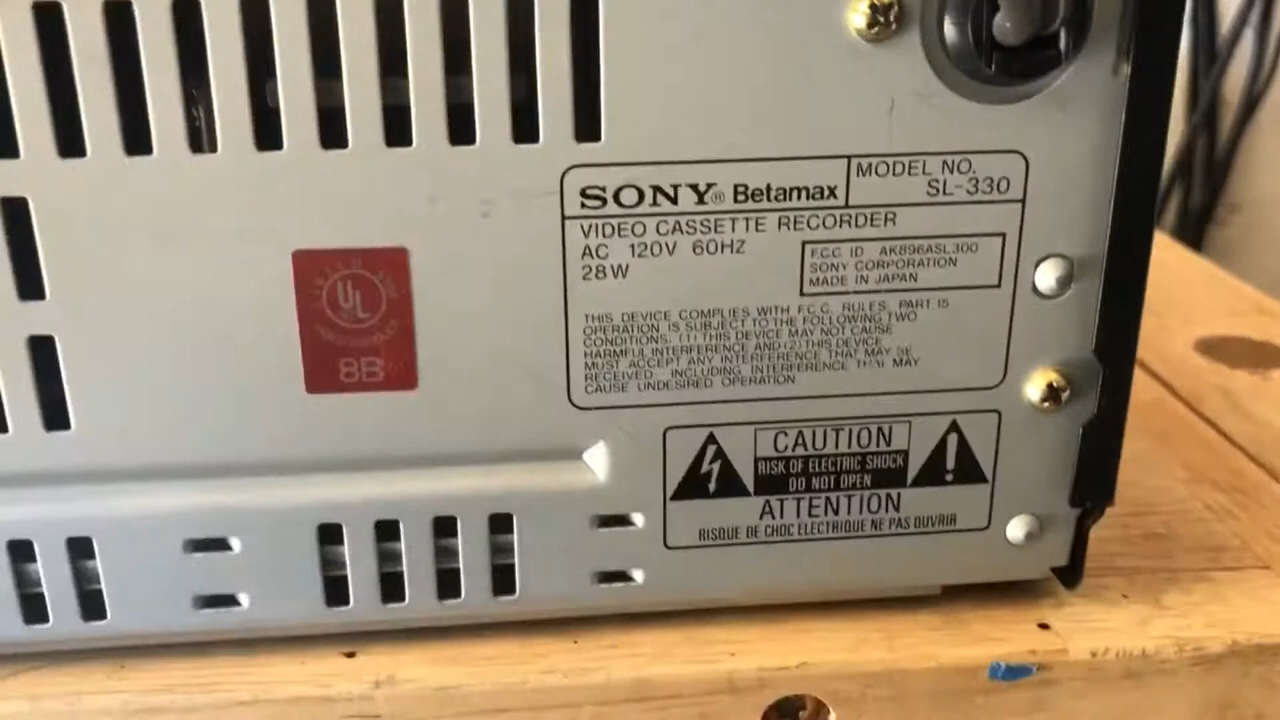 SONY® Betamax
MODEL NO.
SL-330
VIDEO CASSETTE RECORDER
AC 120V 60HZ
28W
F.C.C. ID AK896ASL300
SONY CORPORATION
MADE IN JAPAN
THIS DEVICE COMPLIES WITH F.C.C. RULES, PART 15
OPERATION IS SUBJECT TO THE FOLLOWING TWO
CONDITIONS. (1) THIS DEVICE MAY NOT CAUSE
HARMFUL INTERFERENCE AND (2) THIS DEVICE
MUST ACCEPT ANY INTERFERENCE THAT MAY BE
RECEIVED INCLUDING INTERFERENCE THAT MAY
CAUSE UNDESIRED OPERATION.
UL
8B
CAUTION
RISK OF ELECTRIC SHOCK
DO NOT OPEN
ATTENTION
RISQUE DE CHOC ELECTRIQUE NE PAS OUVRIR